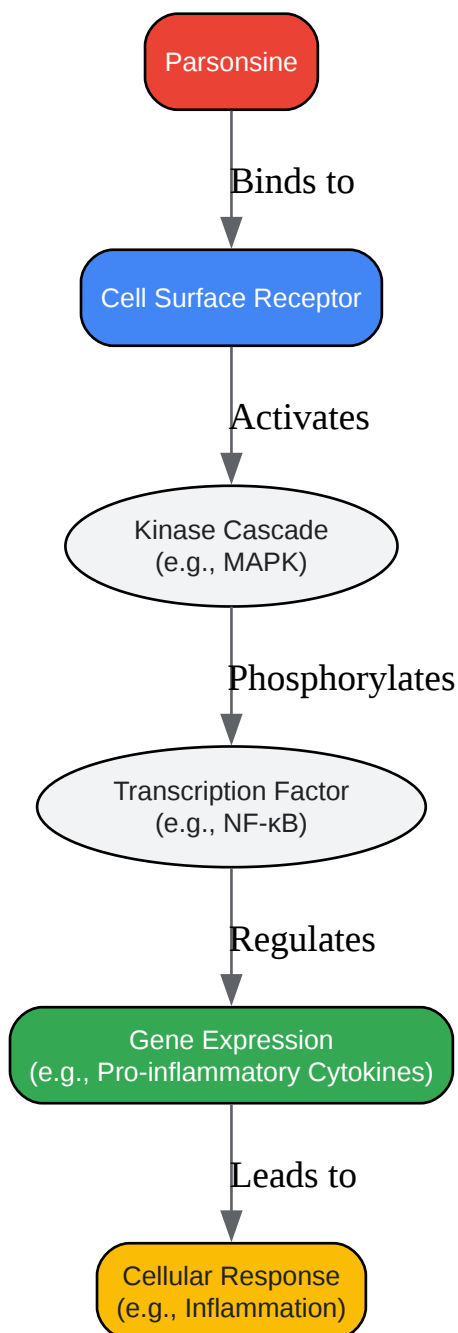 Parsonsine
Binds to
Cell Surface Receptor
Activates
Kinase Cascade
(e.g., MAPK)
Phosphorylates
Transcription Factor
(e.g., NF-κB)
Regulates
Gene Expression
(e.g., Pro-inflammatory Cytokines)
Leads to
Cellular Response
(e.g., Inflammation)